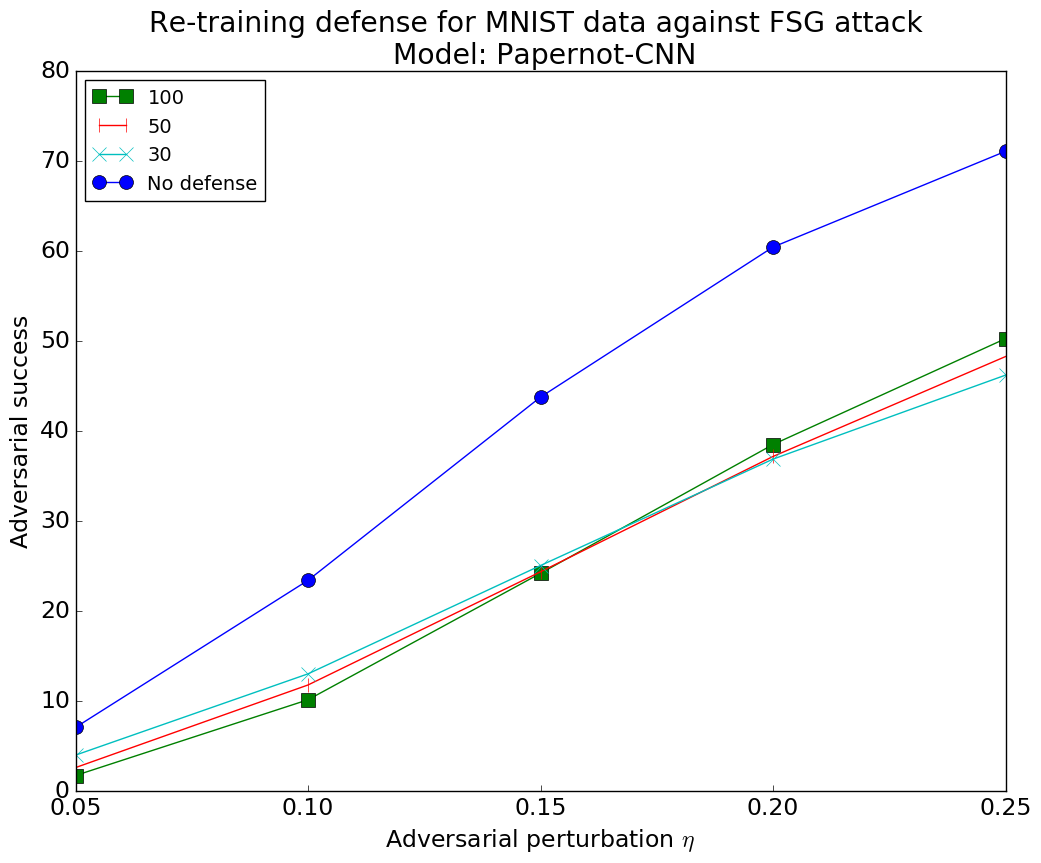 Re-training defense for MNIST data against FSG attack
Model: Papernot-CNN
80
70
60
50
40
30
20
10
0
100
50
30
No defense
Adversarial success
0.05 0.10 0.15 0.20 0.25
Adversarial perturbation η